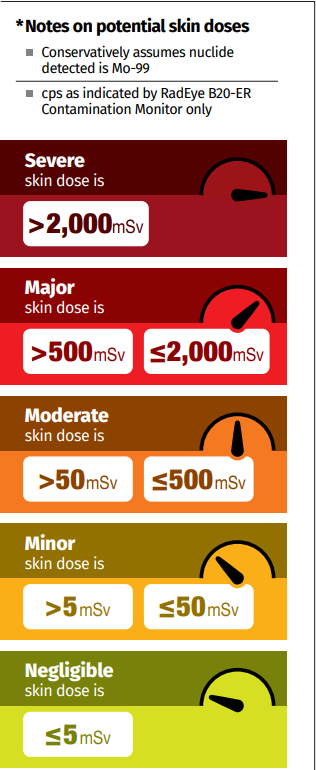 *Notes on potential skin doses
Conservatively assumes nuclide
detected is Mo-99
cps as indicated by RadEye B20-ER
Contamination Monitor only
Severe
skin dose is
>2,000mSv
Major
skin dose is
>500mSv ≤2,000mSv
Moderate
skin dose is
>50mSv ≤500mSv
Minor
skin dose is
>5mSv ≤50mSv
Negligible
skin dose is
≤5mSv